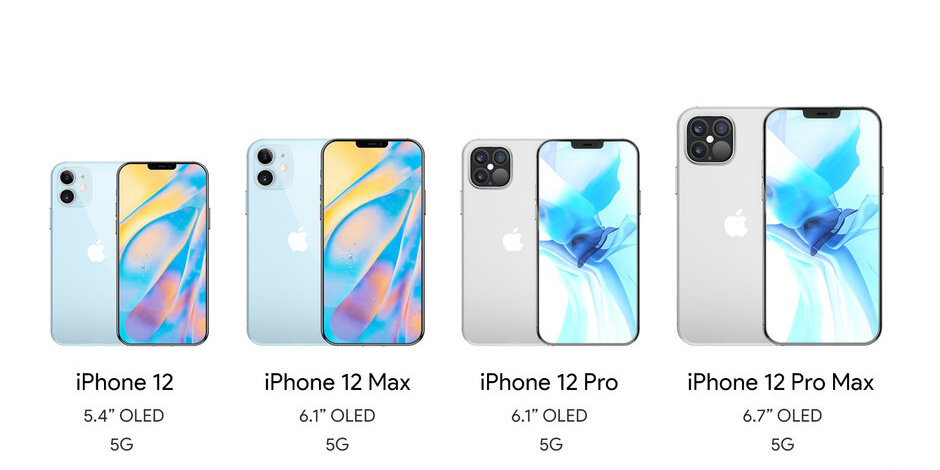 iPhone 12
5.4” OLED
5G
iPhone 12 Max
6.1” OLED
5G
iPhone 12 Pro
6.1” OLED
5G
iPhone 12 Pro Max
6.7” OLED
5G